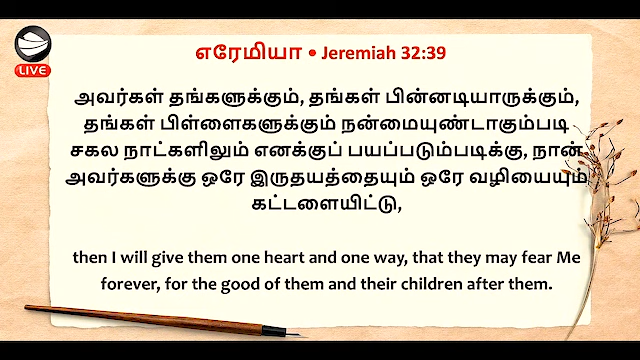 LIVE
எரேமியா • Jeremiah 32:39
அவர்கள் தங்களுக்கும், தங்கள் பின்னடியாருக்கும்,
தங்கள் பிள்ளைகளுக்கும் நன்மையுண்டாகும்படி
சகல நாட்களிலும் எனக்குப் பயப்படும்படிக்கு, நான்
அவர்களுக்கு ஒரே இருதயத்தையும் ஒரே வழியையும்
கட்டளையிட்டு,
then I will give them one heart and one way, that they may fear Me
forever, for the good of them and their children after them.